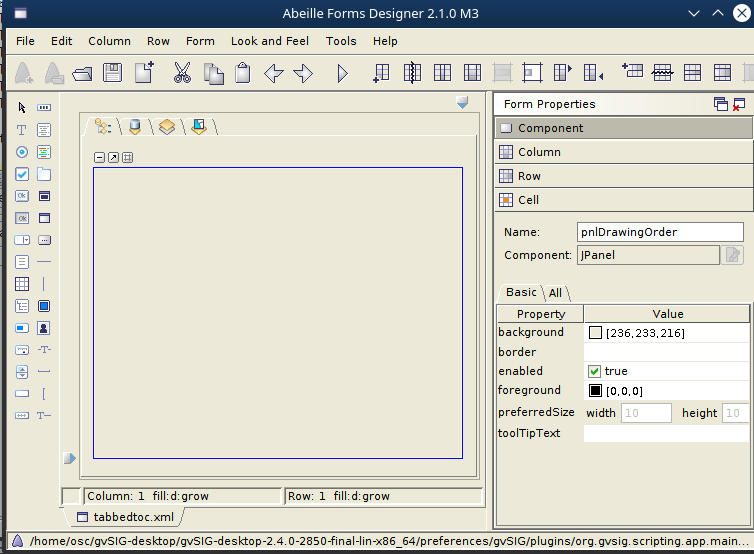 Abeille Forms Designer 2.1.0 M3
File Edit Column Row Form Look and Feel Tools Help
Form Properties
Component
Column
Row
Cell
Name: pnlDrawingOrder
Component: JPanel
Basic All
Property Value
background [236,233,216]
border
enabled true
foreground [0,0,0]
preferredSize width 10 height 10
toolTipText
T
Ok
Ok
-T-
T-
Column: 1 fill:d:grow Row: 1 fill:d:grow
tabbedtoc.xml
/home/osc/gvSIG-desktop/gvSIG-desktop-2.4.0-2850-final-lin-x86_64/preferences/gvSIG/plugins/org.gvsig.scripting.app.main...